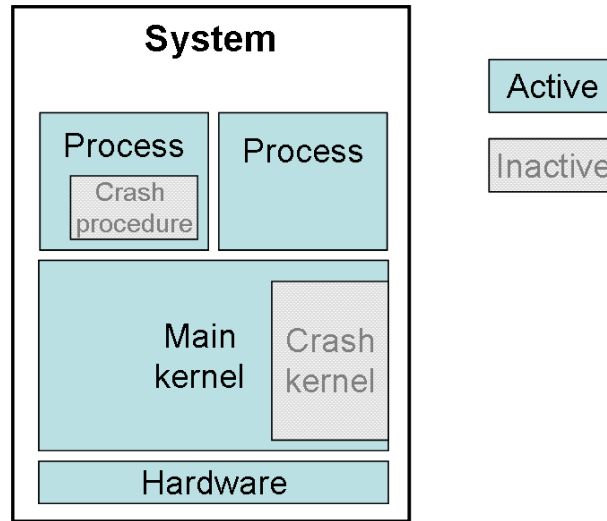 System
Active
Process
Process
Crash
procedure
Inactive
Main
kernel
Crash
kernel
Hardware